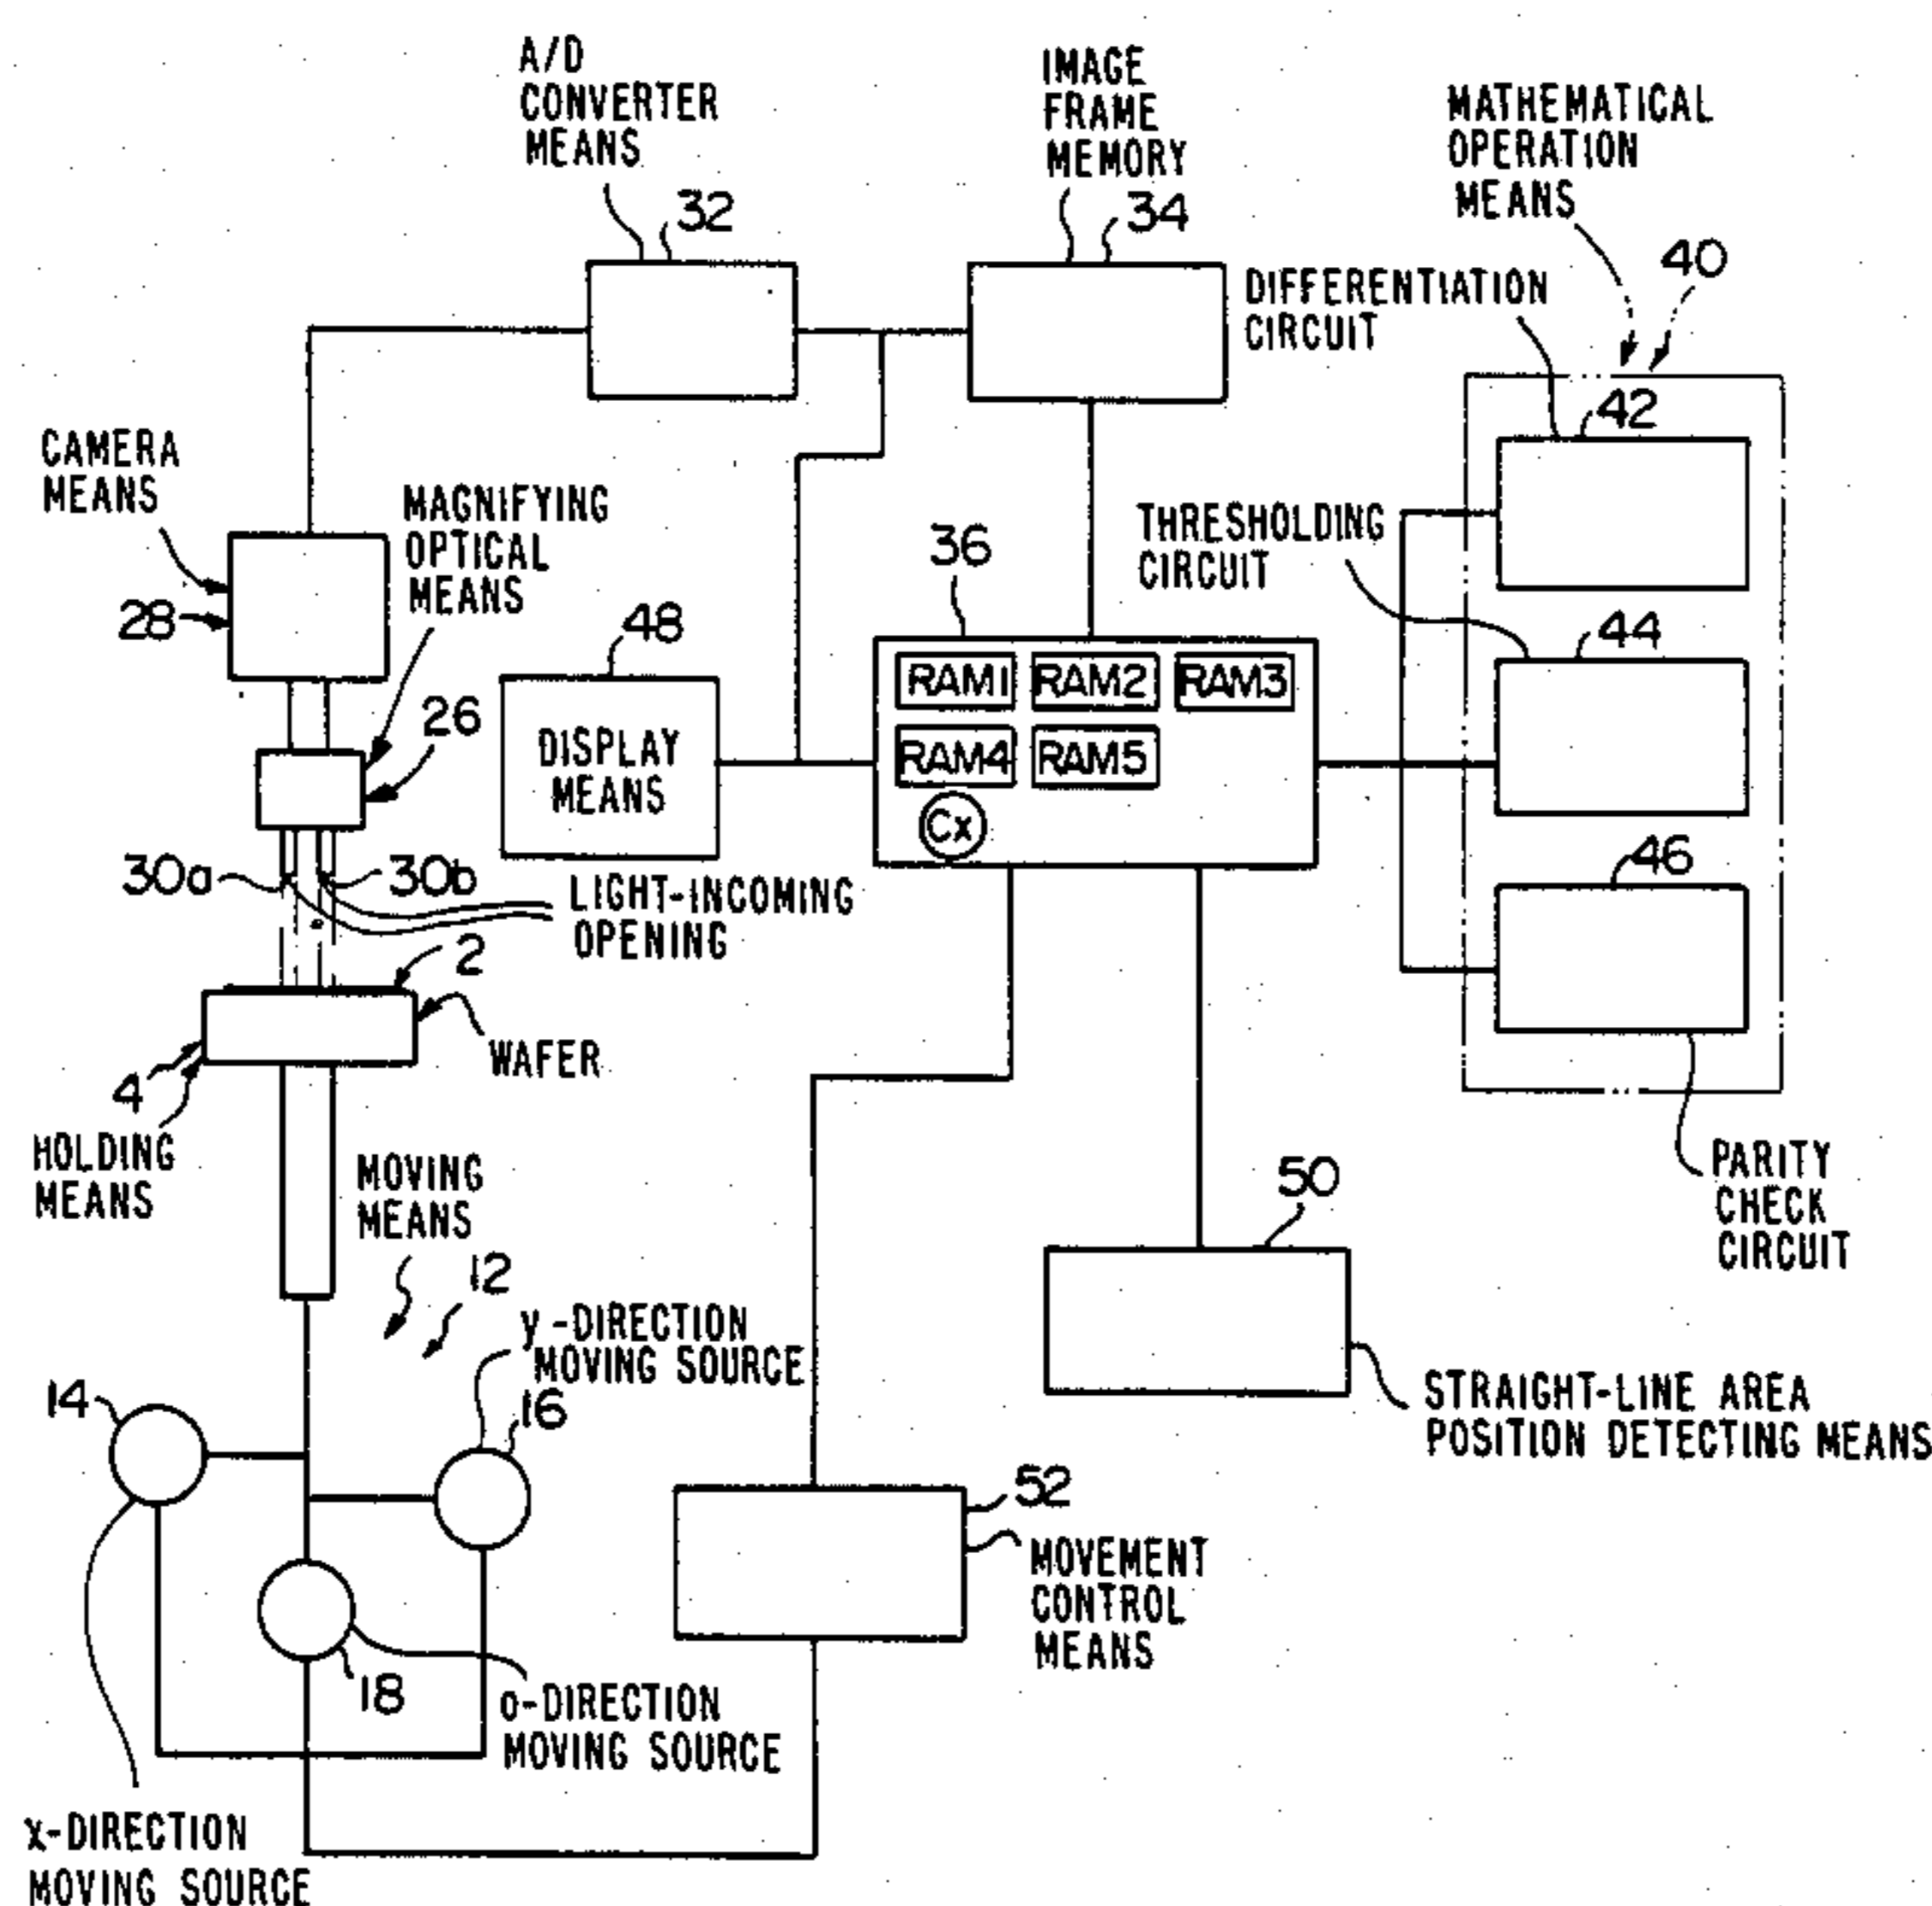 A/D
CONVERTER
MEANS
32
IMAGE
FRAME
MEMORY
34
MATHEMATICAL
OPERATION
MEANS
40
DIFFERENTIATION
CIRCUIT
42
CAMERA
MEANS
28
MAGNIFYING
OPTICAL
MEANS
26
THRESHOLDING
CIRCUIT
44
36
RAM1 RAM2 RAM3
RAM4 RAM5
Cx
48
DISPLAY
MEANS
46
30a
30b
LIGHT-INCOMING
OPENING
2
WAFER
4
HOLDING
MEANS
MOVING
MEANS
12
PARITY
CHECK
CIRCUIT
50
STRAIGHT-LINE AREA
POSITION DETECTING MEANS
y-DIRECTION
MOVING SOURCE
14
16
52
MOVEMENT
CONTROL
MEANS
18
o-DIRECTION
MOVING SOURCE
x-DIRECTION
MOVING SOURCE